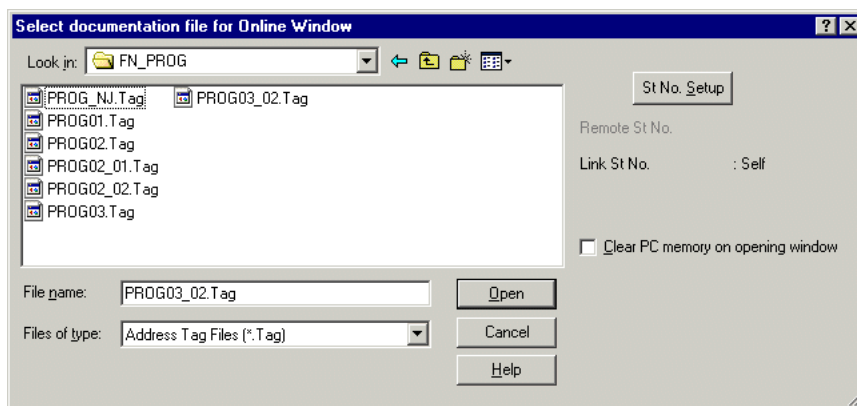 Select documentation file for Online Window
Look in: FN_PROG
St No. Setup
PROG_NJ.Tag PROG03_02.Tag
PROG01.Tag
PROG02.Tag
PROG02_01.Tag
PROG02_02.Tag
PROG03.Tag
Remote St No.
Link St No. : Self
Clear PC memory on opening window
File name: PROG03_02.Tag Open
Files of type: Address Tag Files (*.Tag) Cancel
Help